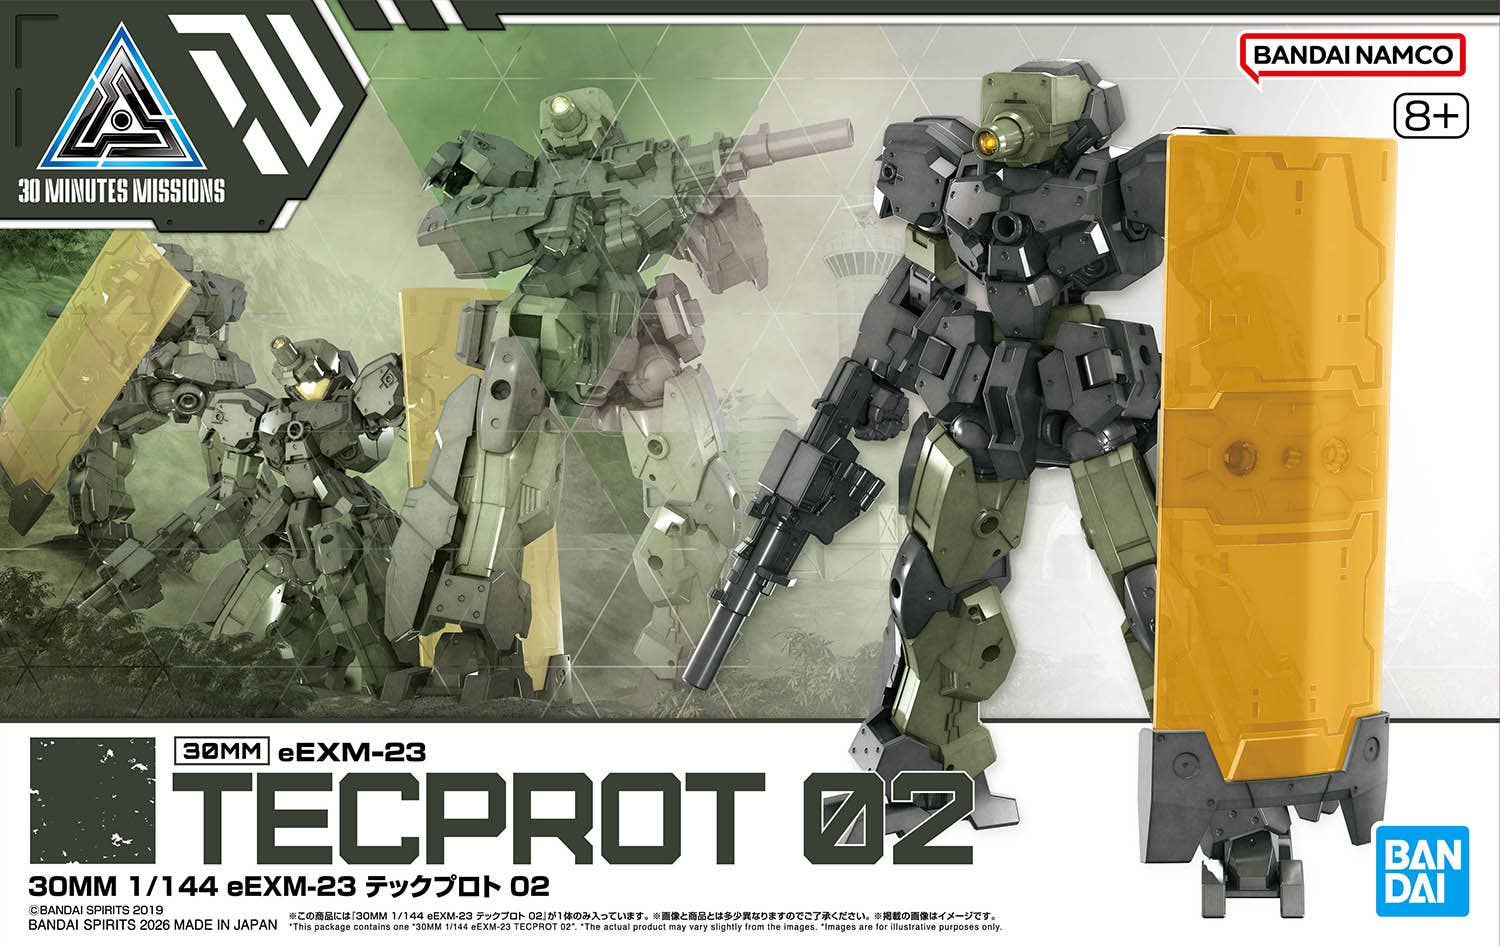 30 MINUTES MISSIONS
BANDAI NAMCO
8+
30MM eEXM-23
TECPROT 02
30MM 1/144 eEXM-23 テックプロト 02
©BANDAI SPIRITS 2019
BANDAI SPIRITS 2026 MADE IN JAPAN
※この商品には「30MM 1/144 eEXM-23 テックプロト 02」が1体のみ入っています。※画像と商品とは多少異なりますのでご了承ください。※掲載の画像はイメージです。
*This package contains one "30MM 1/144 eEXM-23 TECPROT 02". *The actual product may vary slightly from the images. *Images are for illustrative purposes only.
BAN
DAI